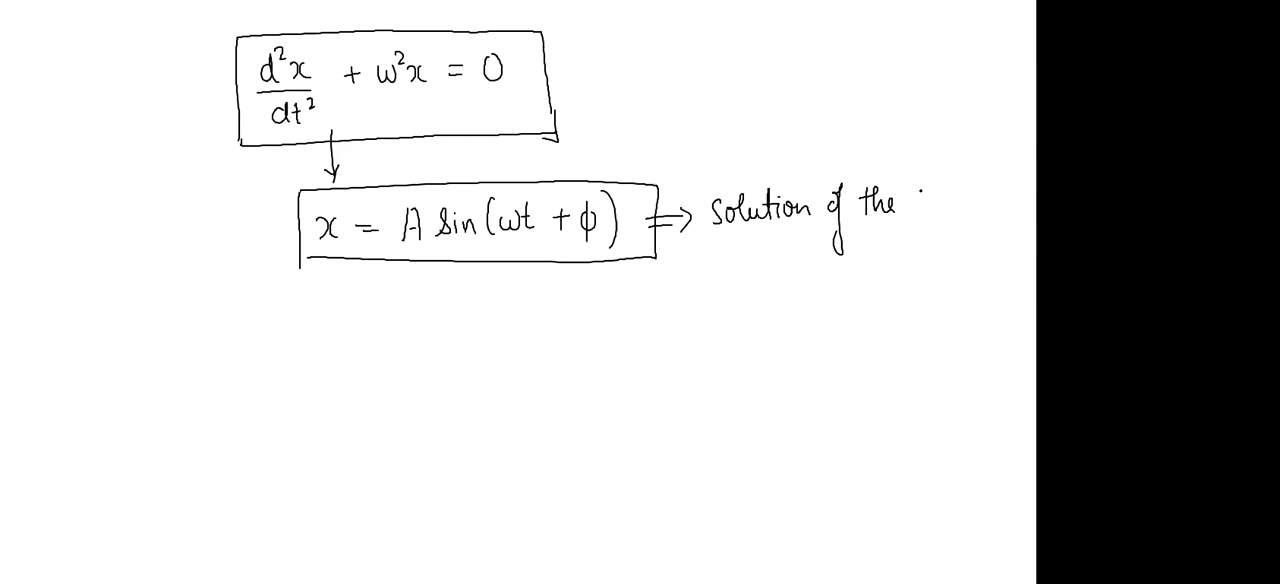 d²x/dt² + ω²x = 0
x = A sin(ωt + ϕ) ⇒ solution of the